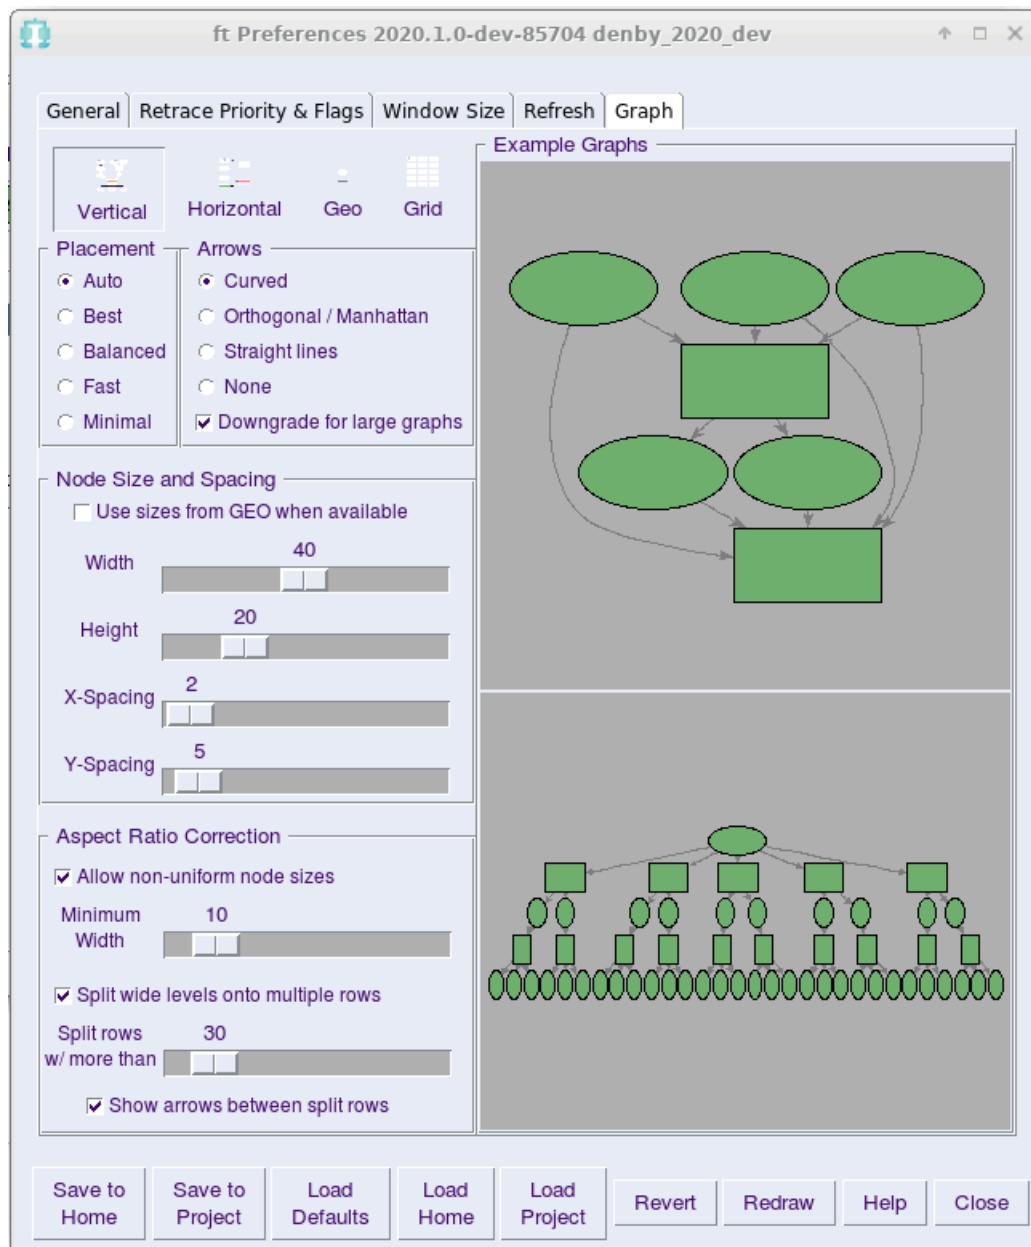 ft Preferences 2020.1.0-dev-85704 denby_2020_dev
General
Retrace Priority & Flags
Window Size
Refresh
Graph
Vertical
Horizontal
Geo
Grid
Placement
Auto
Best
Balanced
Fast
Minimal
Arrows
Curved
Orthogonal / Manhattan
Straight lines
None
Downgrade for large graphs
Node Size and Spacing
Use sizes from GEO when available
Width
40
Height
20
X-Spacing
2
Y-Spacing
5
Aspect Ratio Correction
Allow non-uniform node sizes
Minimum
Width
10
Split wide levels onto multiple rows
Split rows
w/ more than
30
Show arrows between split rows
Example Graphs
Save to
Home
Save to
Project
Load
Defaults
Load
Home
Load
Project
Revert
Redraw
Help
Close